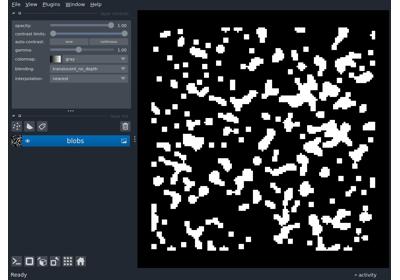 File View Plugins Window Help
opacity: 1.00
contrast limits:
auto-contrast: once continuous
gamma: 1.00
colormap: gray
blending: translucent_no_depth
interpolation: nearest
blobs
Ready
activity